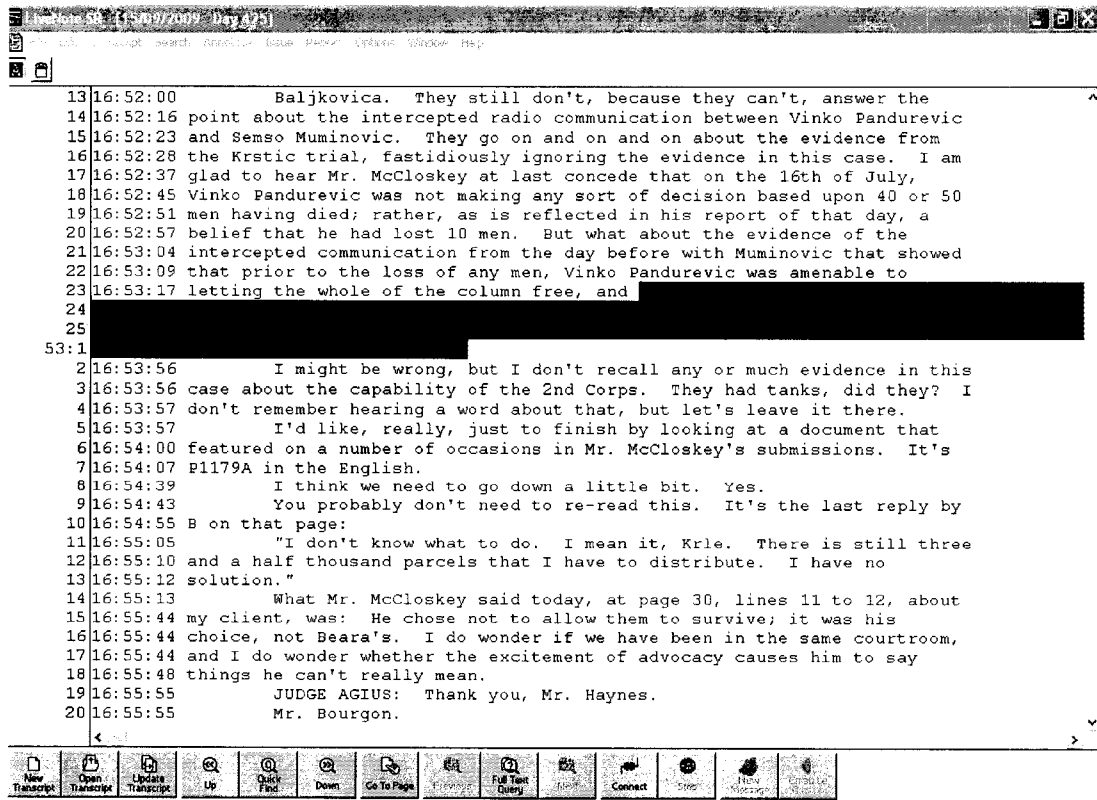 LiveNote SR - [15/09/2009 Day 425]
Search Window Help
13 16:52:00 Baljkovica. They still don't, because they can't, answer the
14 16:52:16 point about the intercepted radio communication between Vinko Pandurevic
15 16:52:23 and Semso Muminovic. They go on and on and on about the evidence from
16 16:52:28 the Krstic trial, fastidiously ignoring the evidence in this case. I am
17 16:52:37 glad to hear Mr. McCloskey at last concede that on the 16th of July,
18 16:52:45 Vinko Pandurevic was not making any sort of decision based upon 40 or 50
19 16:52:51 men having died; rather, as is reflected in his report of that day, a
20 16:52:57 belief that he had lost 10 men. But what about the evidence of the
21 16:53:04 intercepted communication from the day before with Muminovic that showed
22 16:53:09 that prior to the loss of any men, Vinko Pandurevic was amenable to
23 16:53:17 letting the whole of the column free, and
24
25
53:1
2 16:53:56 I might be wrong, but I don't recall any or much evidence in this
3 16:53:56 case about the capability of the 2nd Corps. They had tanks, did they? I
4 16:53:57 don't remember hearing a word about that, but let's leave it there.
5 16:53:57 I'd like, really, just to finish by looking at a document that
6 16:54:00 featured on a number of occasions in Mr. McCloskey's submissions. It's
7 16:54:07 P1179A in the English.
8 16:54:39 I think we need to go down a little bit. Yes.
9 16:54:43 You probably don't need to re-read this. It's the last reply by
10 16:54:55 B on that page:
11 16:55:05 "I don't know what to do. I mean it, Krle. There is still three
12 16:55:10 and a half thousand parcels that I have to distribute. I have no
13 16:55:12 solution."
14 16:55:13 What Mr. McCloskey said today, at page 30, lines 11 to 12, about
15 16:55:44 my client, was: He chose not to allow them to survive; it was his
16 16:55:44 choice, not Beara's. I do wonder if we have been in the same courtroom,
17 16:55:44 and I do wonder whether the excitement of advocacy causes him to say
18 16:55:48 things he can't really mean.
19 16:55:55 JUDGE AGIUS: Thank you, Mr. Haynes.
20 16:55:55 Mr. Bourgon.
New Transcript Open Transcript Update Transcript Up Quick Find Down Go To Page Previous Full Text Query Next Connect Stop New Message